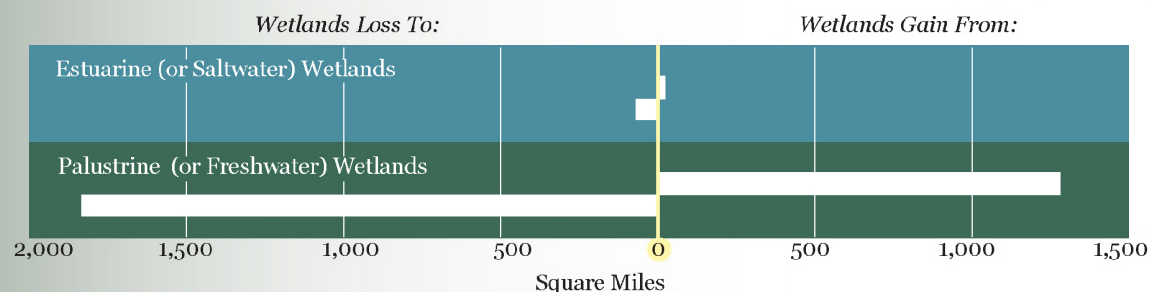 Wetlands Loss To: Wetlands Gain From:
Estuarine (or Saltwater) Wetlands
Palustrine (or Freshwater) Wetlands
2,000 1,500 1,000 500 0 500 1,000 1,500
Square Miles